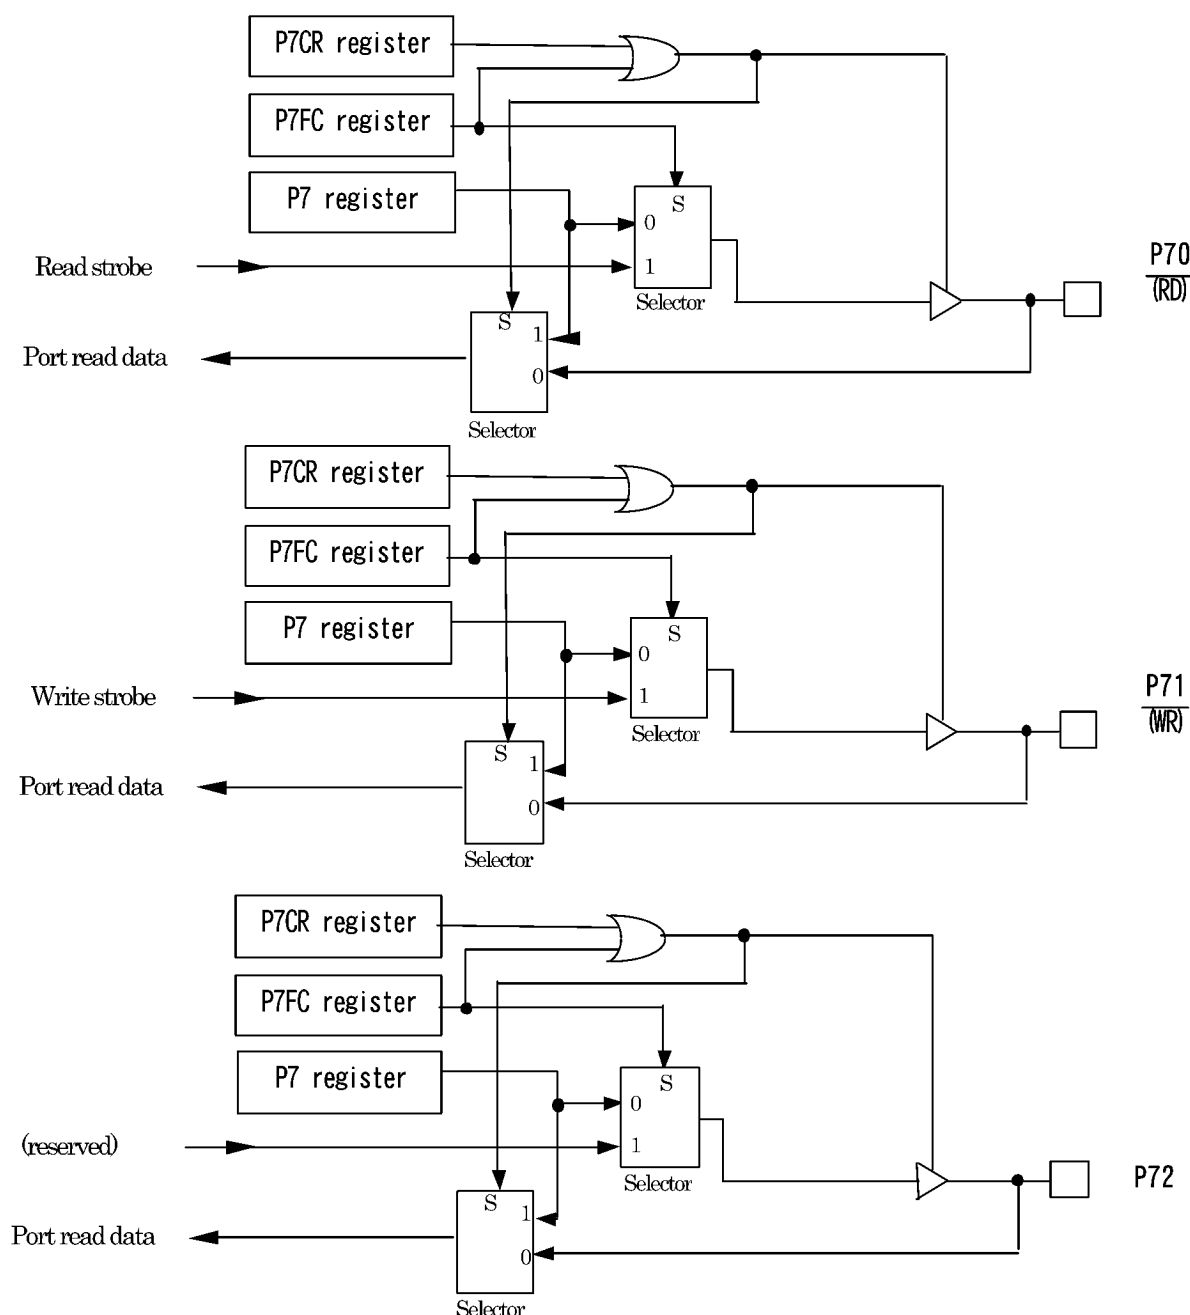 P7CR register
P7FC register
P7 register
S
0
Read strobe
1
P70
(RD)
Selector
S
1
Port read data
0
Selector
P7CR register
P7FC register
P7 register
S
0
Write strobe
1
P71
(WR)
Selector
S
1
Port read data
0
Selector
P7CR register
P7FC register
P7 register
S
0
(reserved)
1
P72
Selector
S
1
Port read data
0
Selector